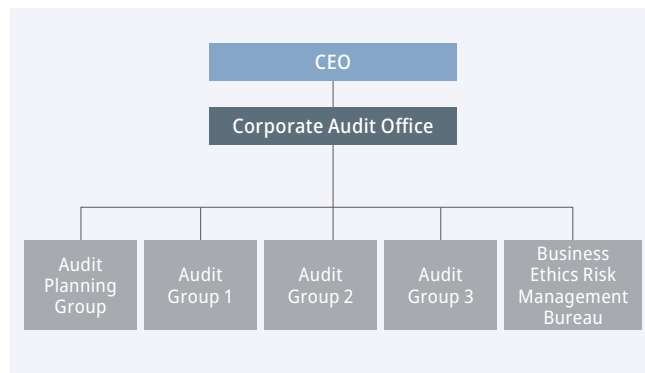 CEO
Corporate Audit Office
Audit
Planning
Group
Audit
Group 1
Audit
Group 2
Audit
Group 3
Business
Ethics Risk
Management
Bureau